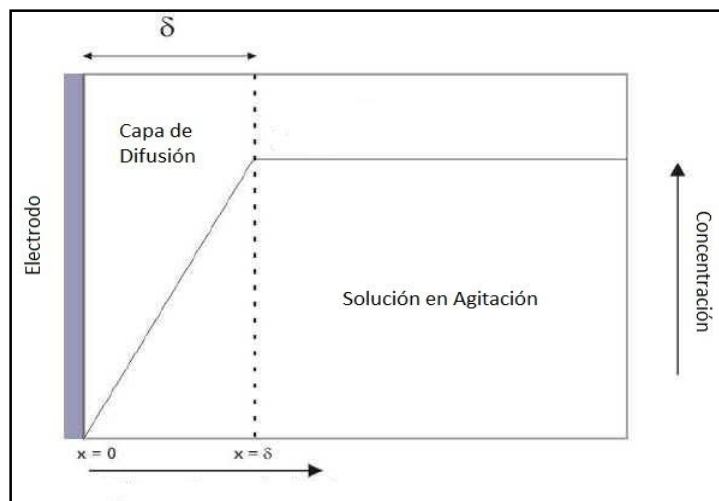 δ
Capa de
Difusión
Electrodo
Solución en Agitación
Concentración
x = 0
x = δ